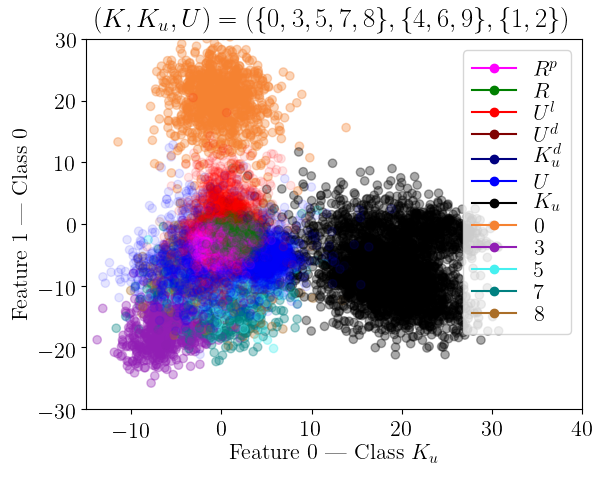 (K, K_u, U) = ({0, 3, 5, 7, 8}, {4, 6, 9}, {1, 2})
30
20
10
0
−10
−20
−30
Feature 1 — Class 0
R^p
R
U^l
U^d
K_u^d
U
K_u
0
3
5
7
8
−10 0 10 20 30 40
Feature 0 — Class K_u